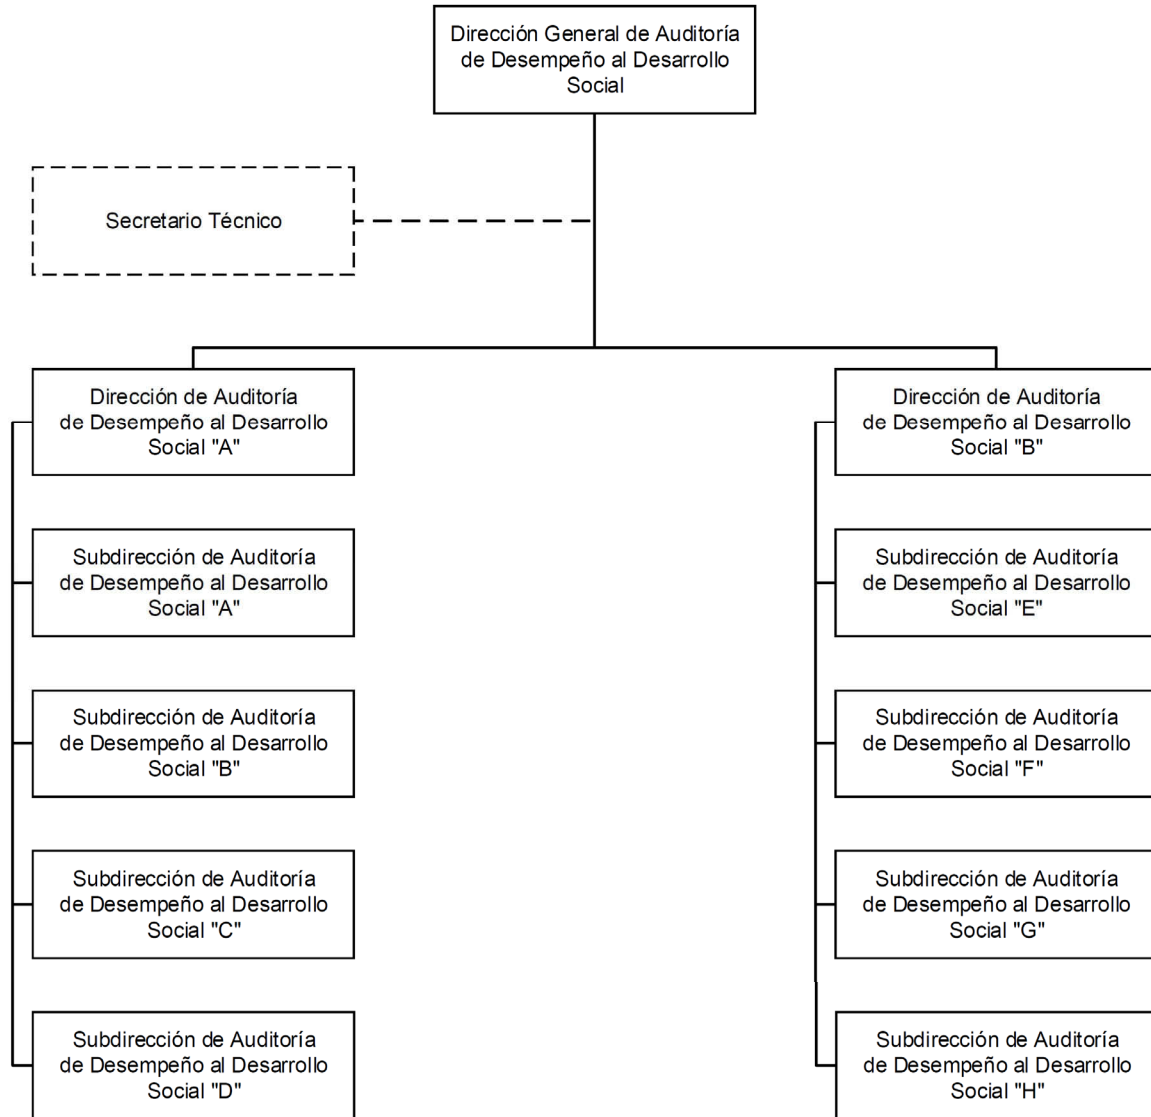 Dirección General de Auditoría
de Desempeño al Desarrollo
Social
Secretario Técnico
Dirección de Auditoría
de Desempeño al Desarrollo
Social "A"
Subdirección de Auditoría
de Desempeño al Desarrollo
Social "A"
Subdirección de Auditoría
de Desempeño al Desarrollo
Social "B"
Subdirección de Auditoría
de Desempeño al Desarrollo
Social "C"
Subdirección de Auditoría
de Desempeño al Desarrollo
Social "D"
Dirección de Auditoría
de Desempeño al Desarrollo
Social "B"
Subdirección de Auditoría
de Desempeño al Desarrollo
Social "E"
Subdirección de Auditoría
de Desempeño al Desarrollo
Social "F"
Subdirección de Auditoría
de Desempeño al Desarrollo
Social "G"
Subdirección de Auditoría
de Desempeño al Desarrollo
Social "H"